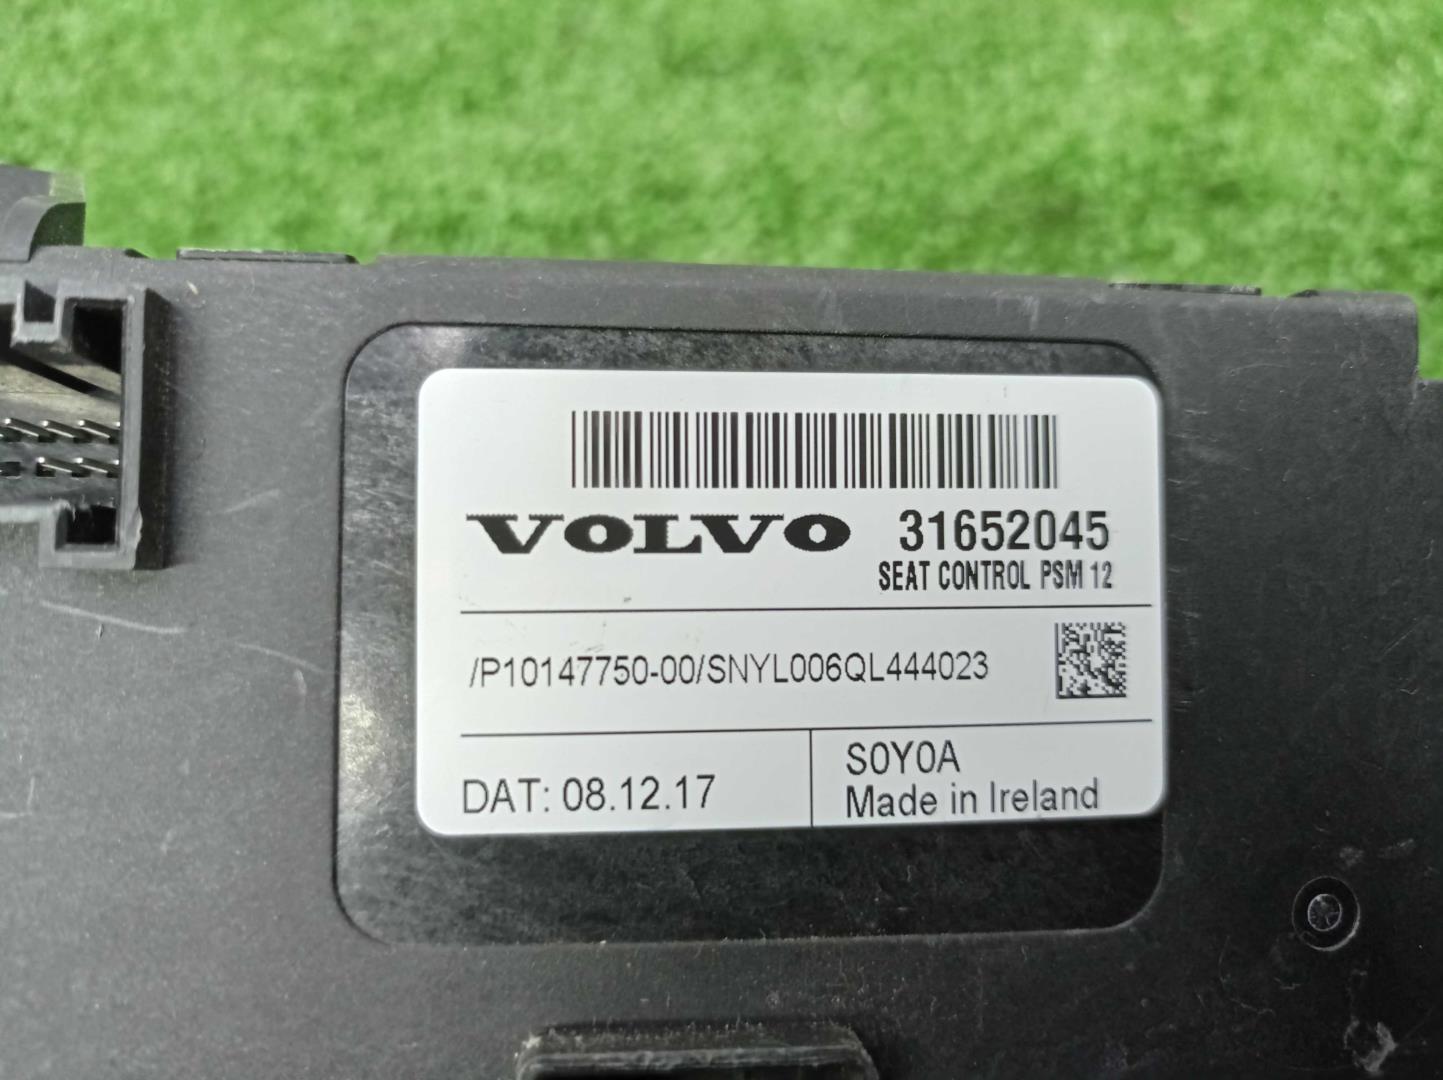 VOLVO 31652045
SEAT CONTROL PSM 12
/P10147750-00/SNYL006QL444023
DAT: 08.12.17
S0Y0A
Made in Ireland